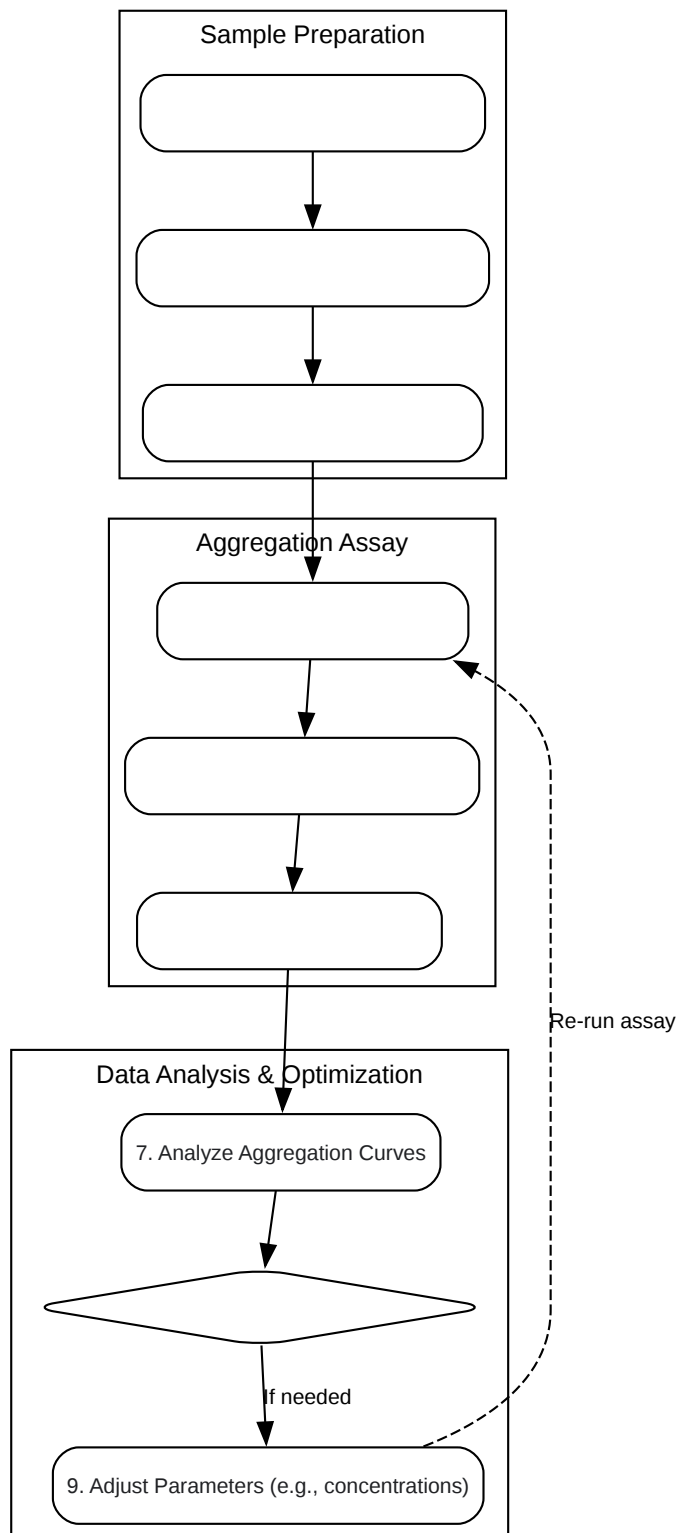 Sample Preparation
Aggregation Assay
Re-run assay
Data Analysis & Optimization
7. Analyze Aggregation Curves
If needed
9. Adjust Parameters (e.g., concentrations)